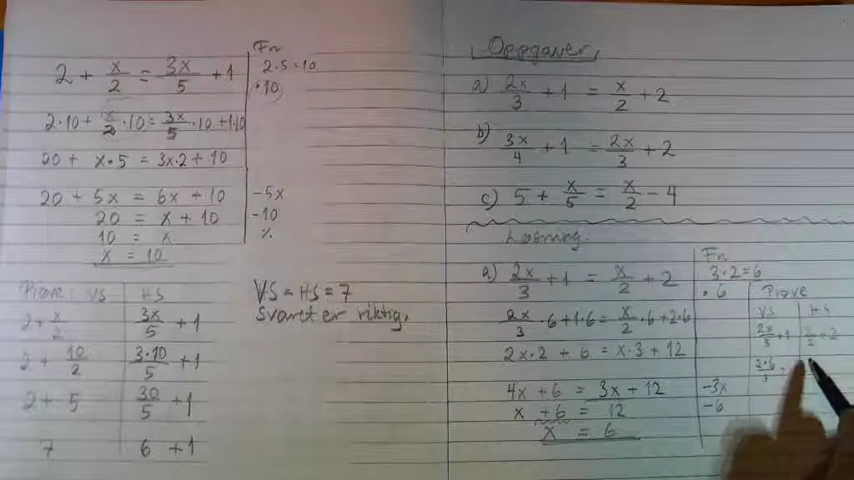 2 + x/2 = 3x/5 + 1
Fn
2·5=10
·10
2·10 + x/2 ·10 = 3x/5 ·10 + 1·10
20 + x·5 = 3x·2 + 10
20 + 5x = 6x + 10
-5x
20 = x + 10
-10
10 = x
%
x = 10
Prøve: VS HS
2 + x/2 3x/5 + 1
2 + 10/2 3·10/5 + 1
2 + 5 30/5 + 1
7 6 + 1
VS = HS = 7
Svaret er riktig.
Oppgaver
a) 2x/3 + 1 = x/2 + 2
b) 3x/4 + 1 = 2x/3 + 2
c) 5 + x/5 = x/2 - 4
Løsning:
a) 2x/3 + 1 = x/2 + 2
Fn
3·2=6
·6
2x/3 ·6 + 1·6 = x/2 ·6 + 2·6
2x·2 + 6 = x·3 + 12
4x + 6 = 3x + 12
-3x
x + 6 = 12
-6
x = 6
Prøve
VS HS
2x/3 + 1 x/2 + 2